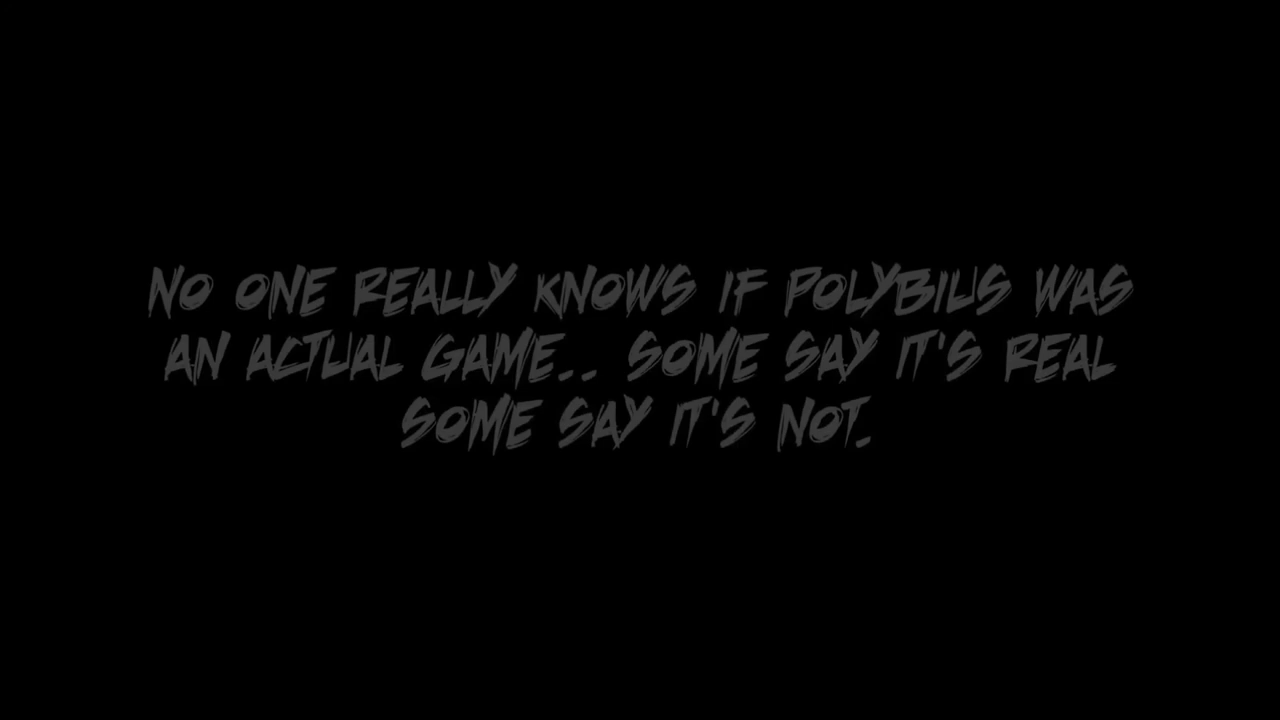 NO ONE REALLY KNOWS IF POLYBIUS WAS
AN ACTUAL GAME.. SOME SAY IT'S REAL
SOME SAY IT'S NOT.